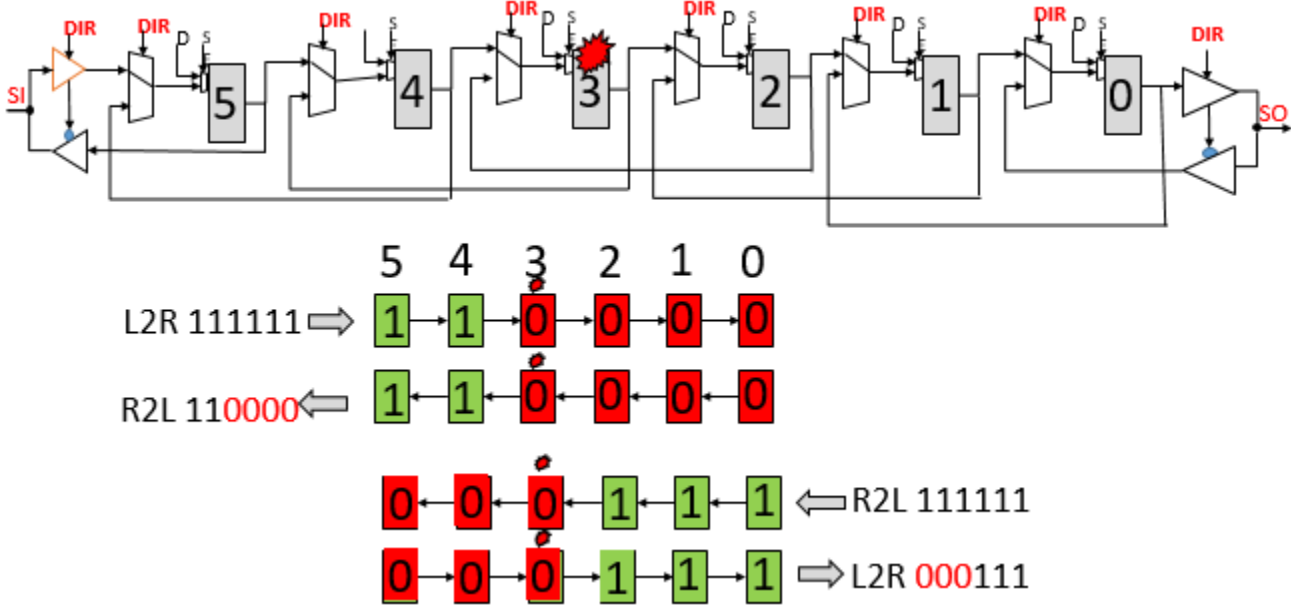 DIR DIR DIR DIR DIR DIR DIR DIR
D S E S E D S E D S E D S E D S E
SI 5 4 3 2 1 0 SO
5 4 3 2 1 0
L2R 111111 1 1 0 0 0 0
R2L 110000 1 1 0 0 0 0
0 0 0 1 1 1 R2L 111111
0 0 0 1 1 1 L2R 000111